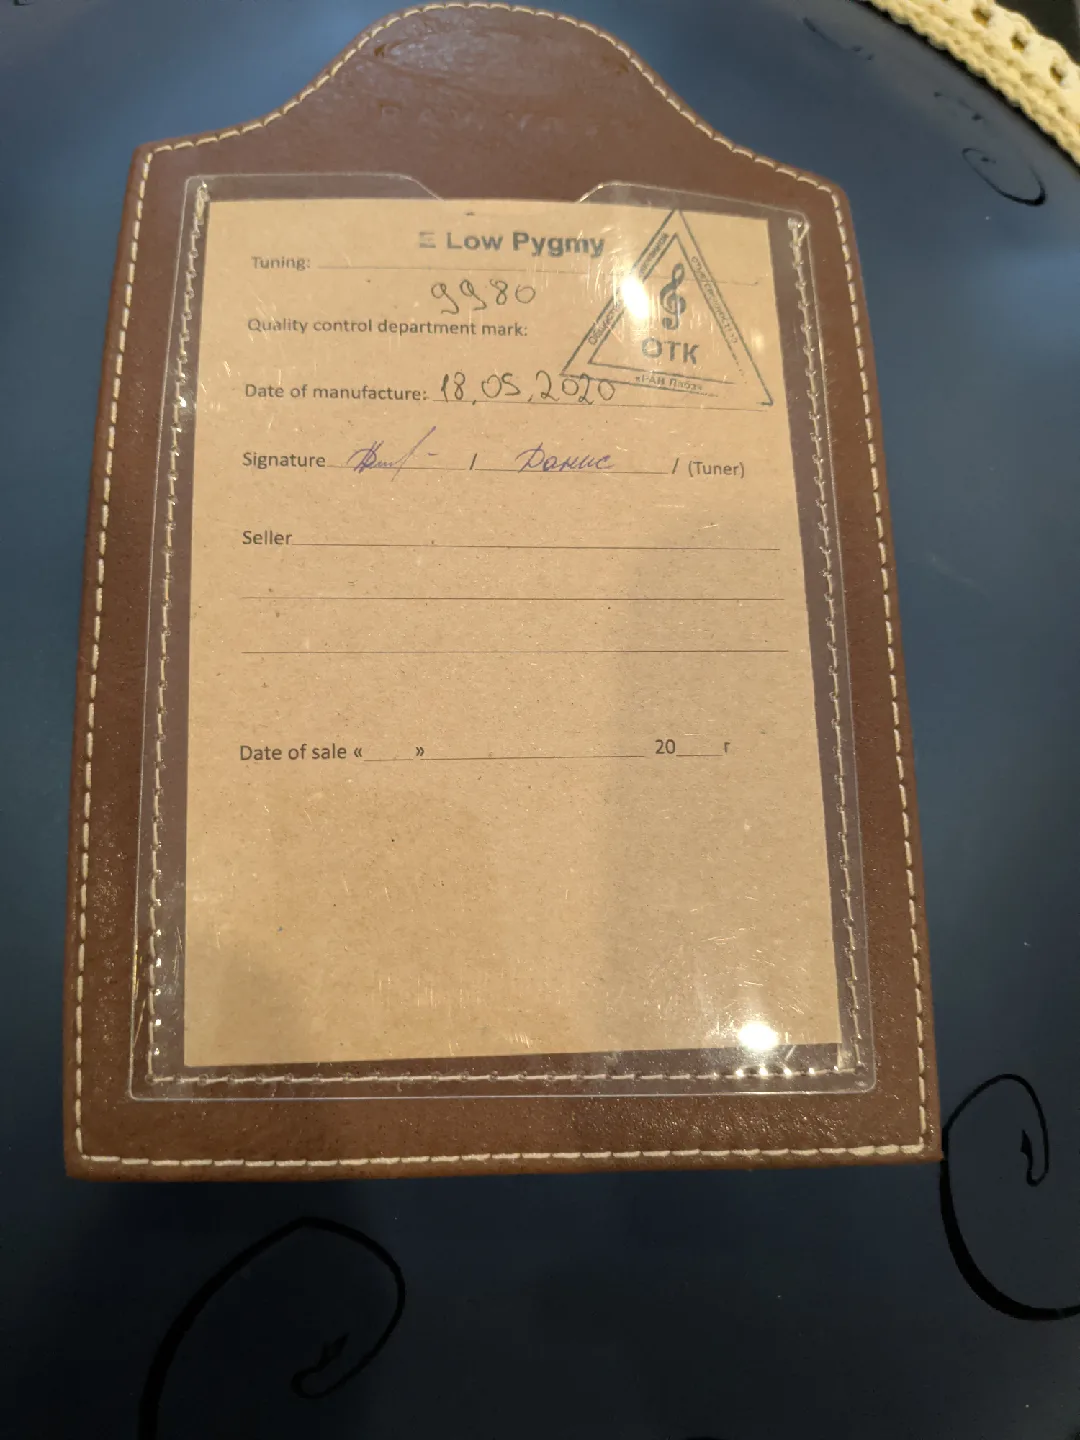 E Low Pygmy
Tuning:
9980
Quality control department mark:
ОТК
Date of manufacture: 18.05.2020
Signature / Данис / (Tuner)
Seller
Date of sale « » 20 г